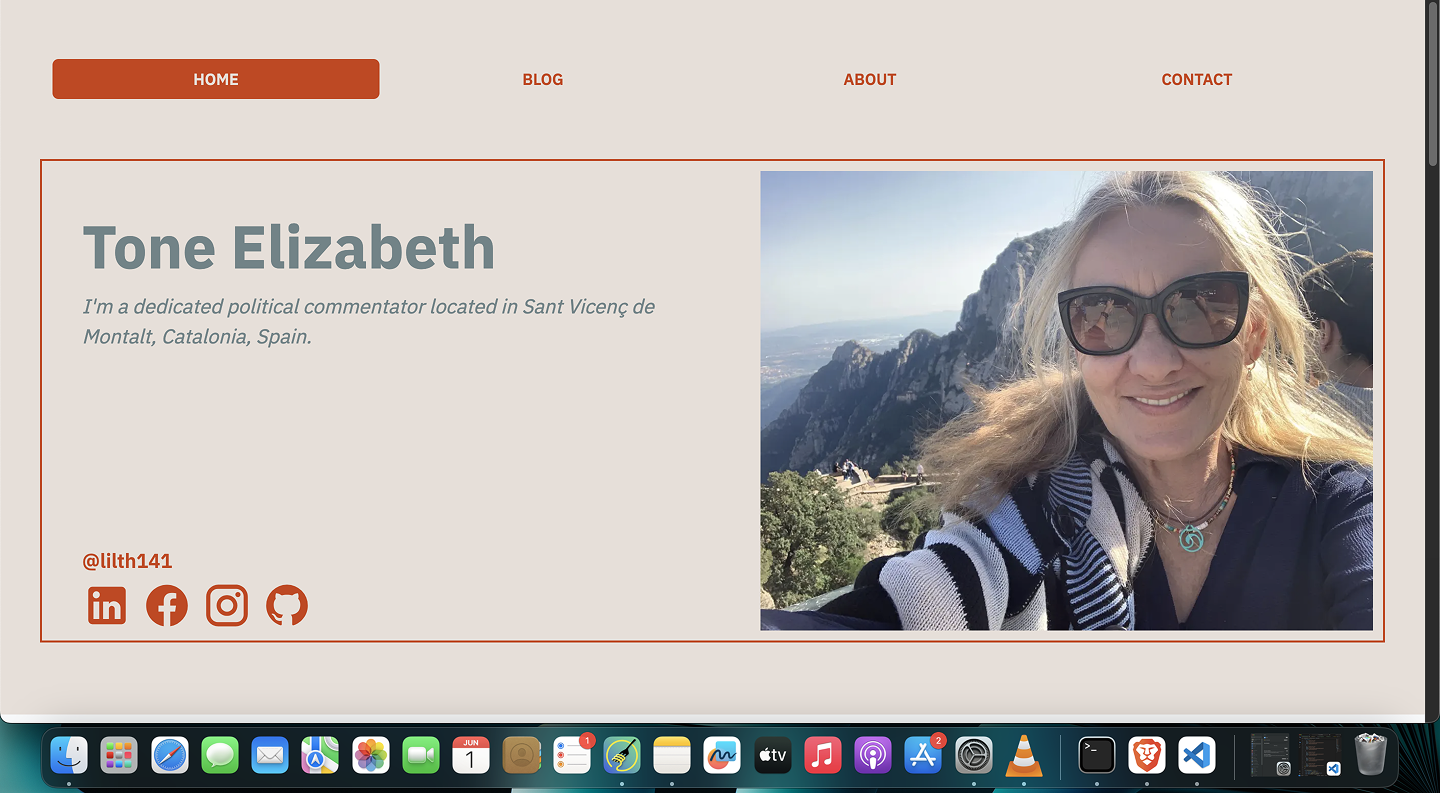 HOME
BLOG
ABOUT
CONTACT
Tone Elizabeth
I'm a dedicated political commentator located in Sant Vicenç de
Montalt, Catalonia, Spain.
@lilth141
in
JUN
1
1
tv
2
>_